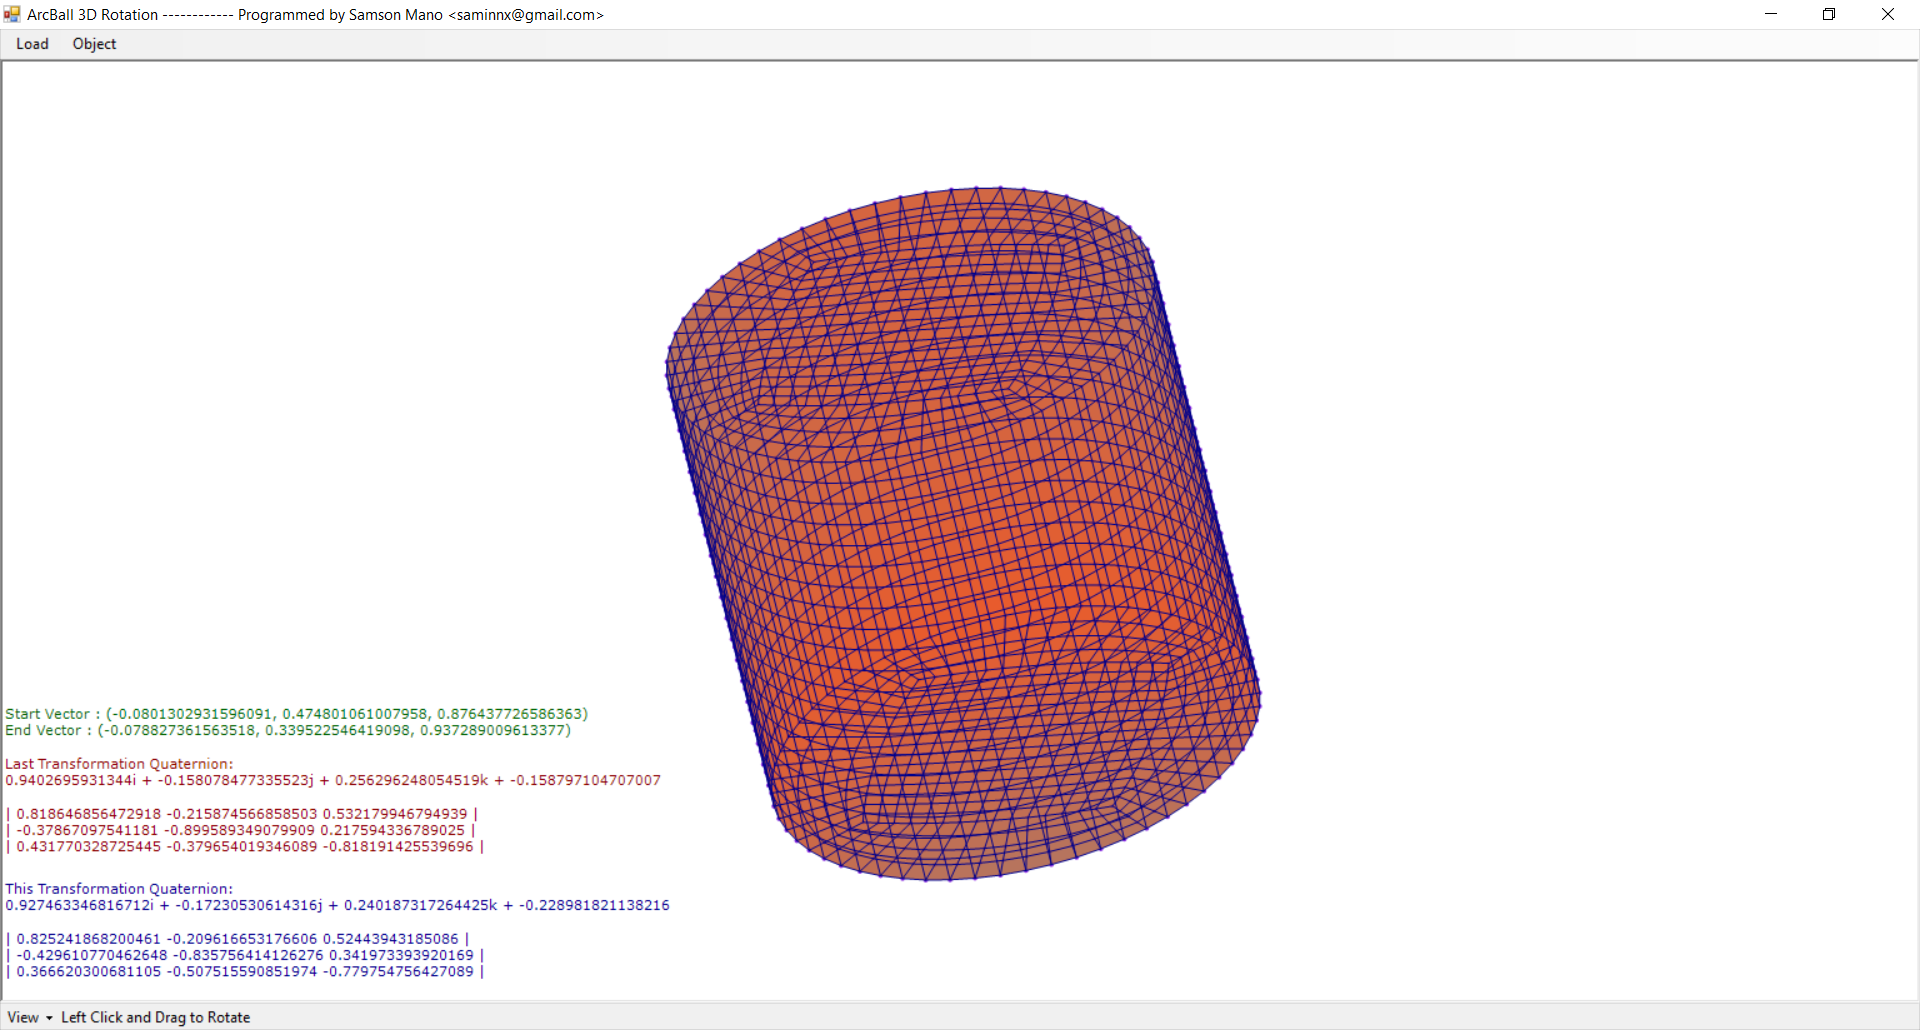 ArcBall 3D Rotation ------------ Programmed by Samson Mano <saminnx@gmail.com>
Load Object
Start Vector : (-0.0801302931596091, 0.474801061007958, 0.876437726586363)
End Vector : (-0.078827361563518, 0.339522546419098, 0.937289009613377)
Last Transformation Quaternion:
0.9402695931344i + -0.158078477335523j + 0.256296248054519k + -0.158797104707007
| 0.818646856472918 -0.215874566858503 0.532179946794939 |
| -0.37867097541181 -0.899589349079909 0.217594336789025 |
| 0.431770328725445 -0.379654019346089 -0.818191425539696 |
This Transformation Quaternion:
0.927463346816712i + -0.17230530614316j + 0.240187317264425k + -0.228981821138216
| 0.825241868200461 -0.209616653176606 0.52443943185086 |
| -0.429610770462648 -0.835756414126276 0.341973393920169 |
| 0.366620300681105 -0.507515590851974 -0.779754756427089 |
View Left Click and Drag to Rotate